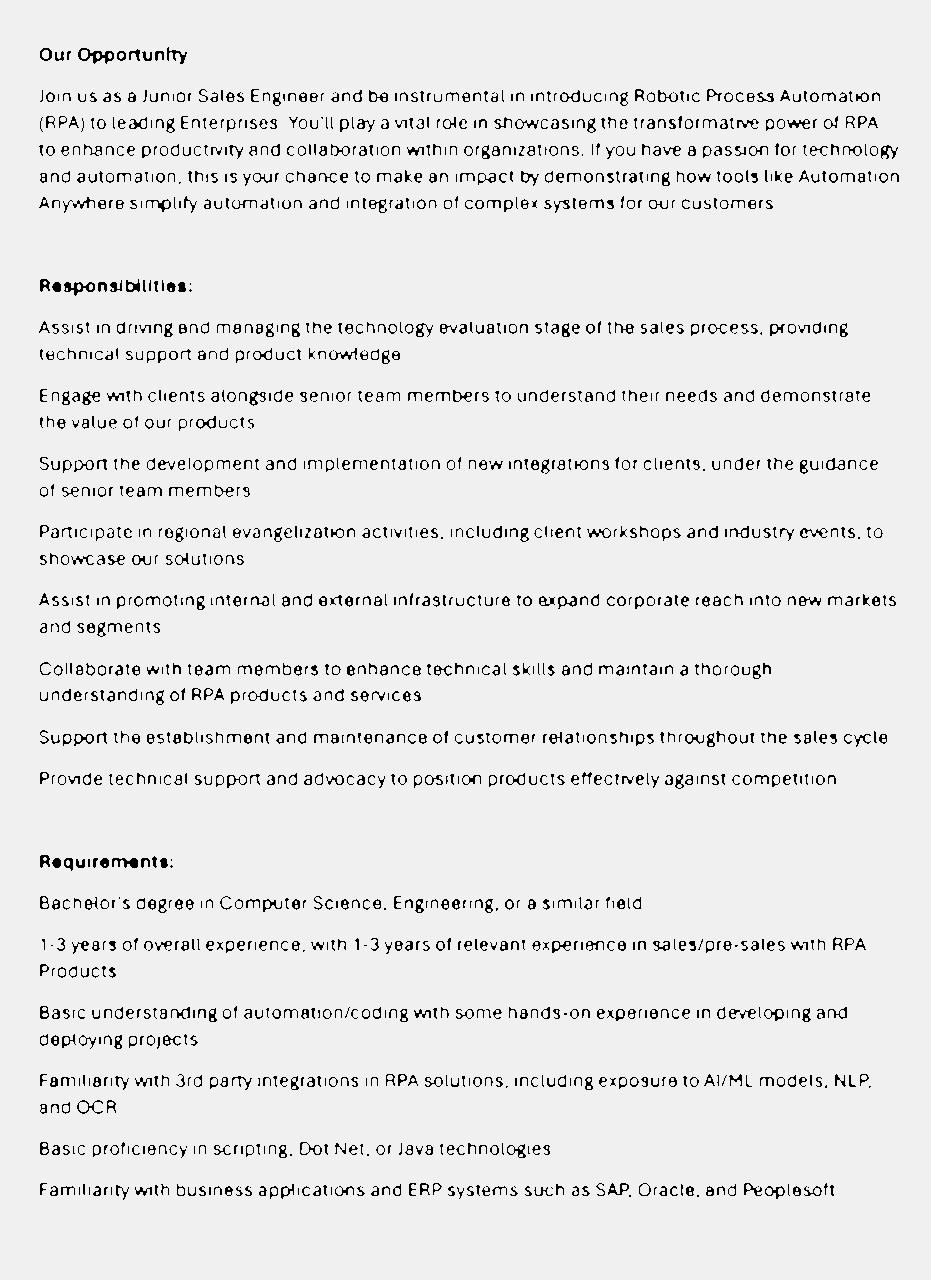 Our Opportunity
Join us as a Junior Sales Engineer and be instrumental in introducing Robotic Process Automation
(RPA) to leading Enterprises. You'll play a vital role in showcasing the transformative power of RPA
to enhance productivity and collaboration within organizations. If you have a passion for technology
and automation, this is your chance to make an impact by demonstrating how tools like Automation
Anywhere simplify automation and integration of complex systems for our customers
Responsibilities:
Assist in driving and managing the technology evaluation stage of the sales process, providing
technical support and product knowledge
Engage with clients alongside senior team members to understand their needs and demonstrate
the value of our products
Support the development and implementation of new integrations for clients, under the guidance
of senior team members
Participate in regional evangelization activities, including client workshops and industry events, to
showcase our solutions
Assist in promoting internal and external infrastructure to expand corporate reach into new markets
and segments
Collaborate with team members to enhance technical skills and maintain a thorough
understanding of RPA products and services
Support the establishment and maintenance of customer relationships throughout the sales cycle
Provide technical support and advocacy to position products effectively against competition
Requirements:
Bachelor's degree in Computer Science, Engineering, or a similar field
1-3 years of overall experience, with 1-3 years of relevant experience in sales/pre-sales with RPA
Products
Basic understanding of automation/coding with some hands-on experience in developing and
deploying projects
Familiarity with 3rd party integrations in RPA solutions, including exposure to AI/ML models, NLP,
and OCR
Basic proficiency in scripting, Dot Net, or Java technologies
Familiarity with business applications and ERP systems such as SAP, Oracle, and Peoplesoft